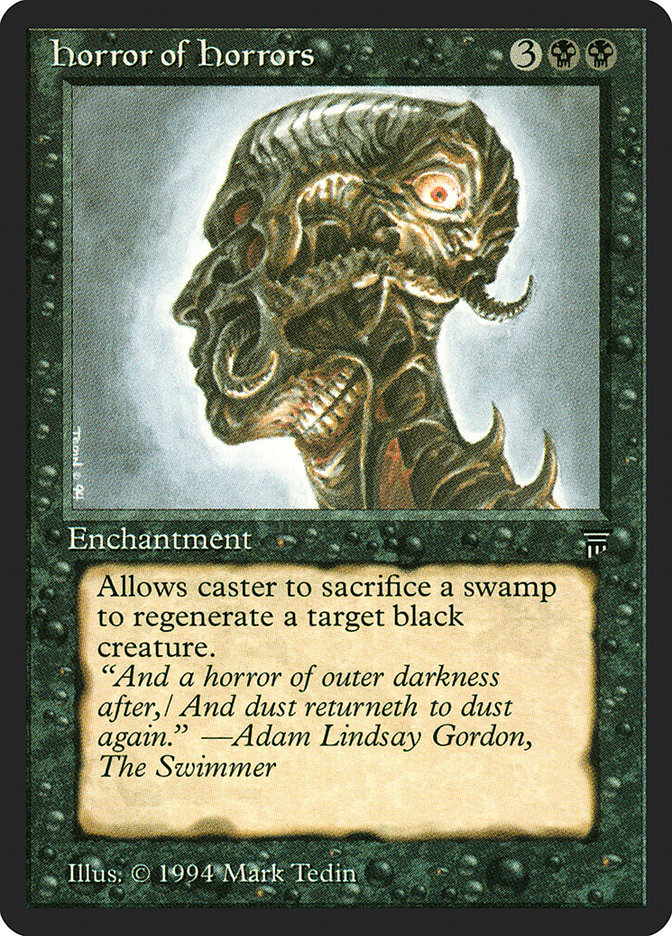 Horror of Horrors 3
Enchantment
Allows caster to sacrifice a swamp
to regenerate a target black
creature.
“And a horror of outer darkness
after,/ And dust returneth to dust
again.” —Adam Lindsay Gordon,
The Swimmer
Illus: © 1994 Mark Tedin